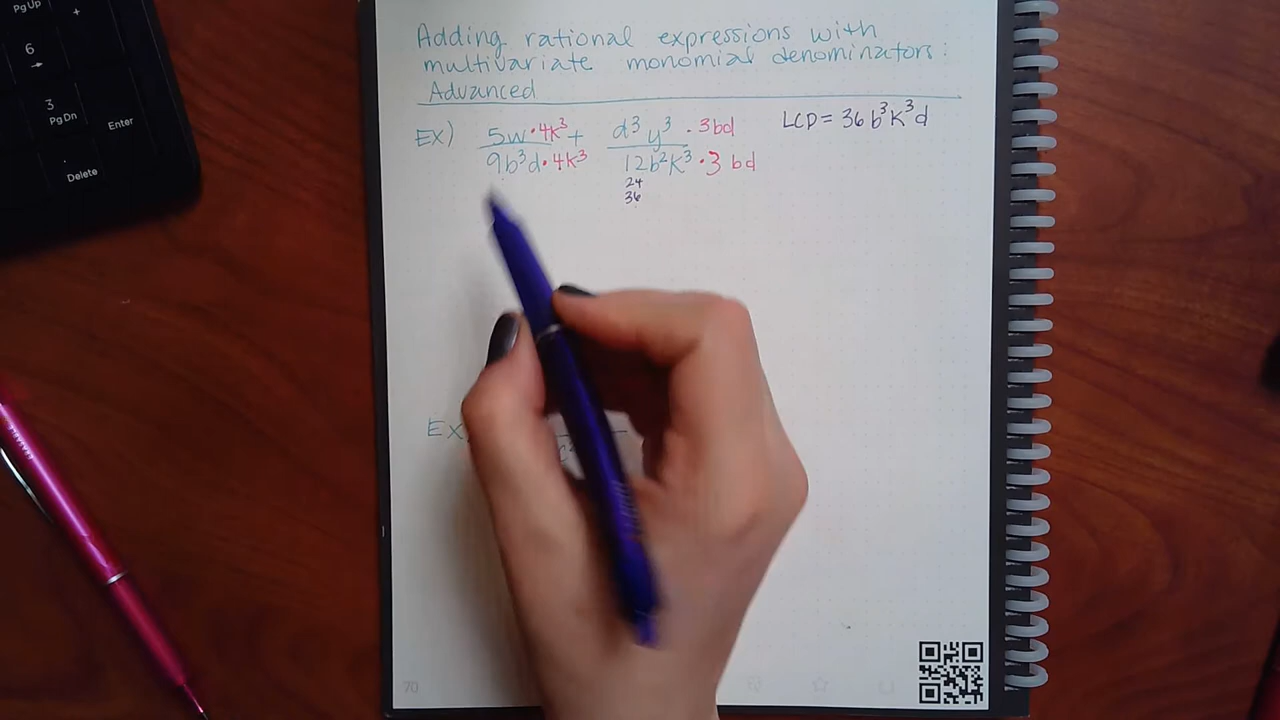 PgUp
+
6
3
PgDn
Enter
Delete
Adding rational expressions with
multivariate monomial denominators:
Advanced
EX) 5w·4k³ + d³y³ ·3bd LCD = 36b³k³d
9b³d·4k³ 12b²k³ ·3bd
24
36
Ex
70